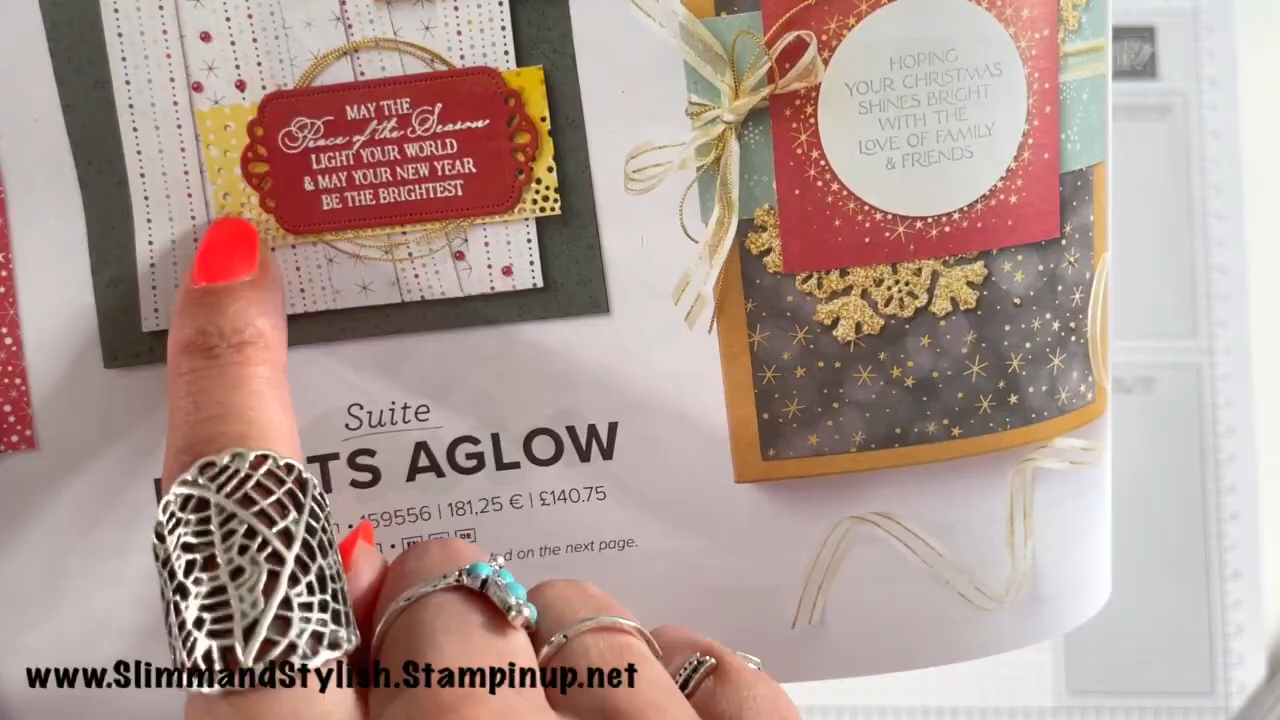 MAY THE
Peace of the Season
LIGHT YOUR WORLD
& MAY YOUR NEW YEAR
BE THE BRIGHTEST
HOPING
YOUR CHRISTMAS
SHINES BRIGHT
WITH THE
LOVE OF FAMILY
& FRIENDS
Suite
TS AGLOW
159556 | 181,25 € | £140.75
EN DE
d on the next page.
www.SlimmandStylish.Stampinup.net